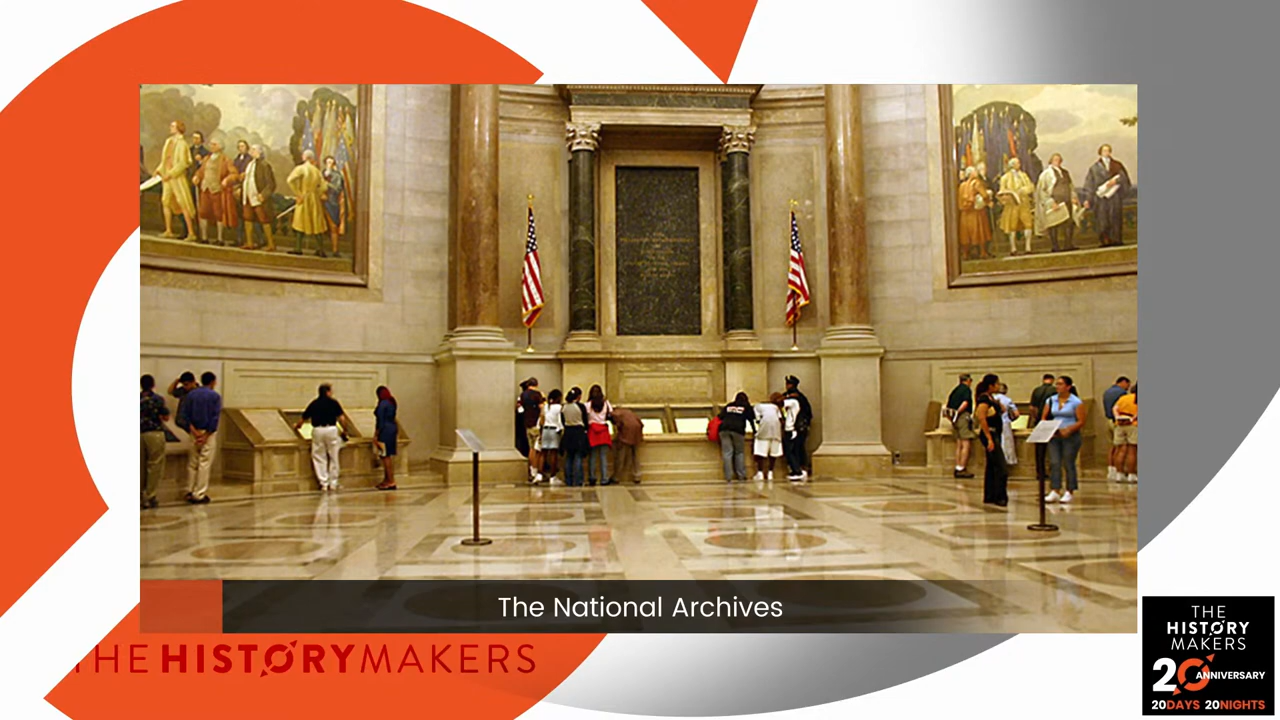 The National Archives
THE HISTORYMAKERS
THE
HISTORY
MAKERS
20 ANNIVERSARY
20DAYS 20NIGHTS